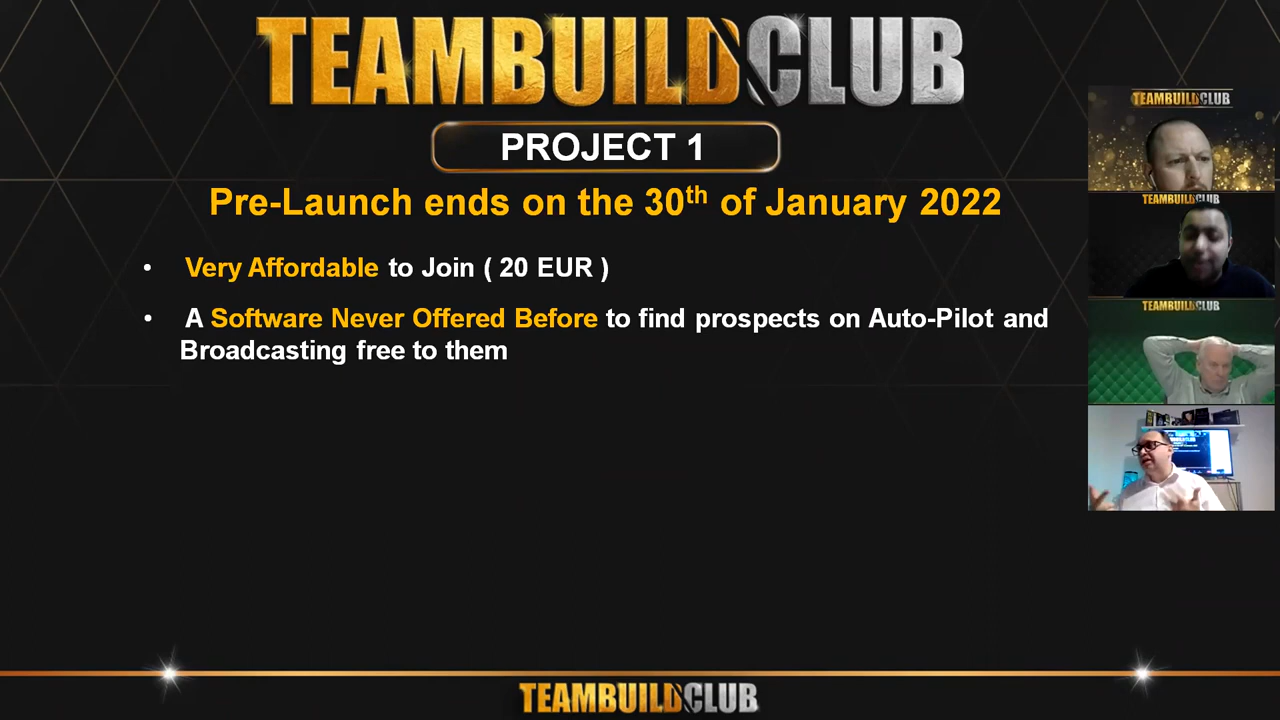 TEAMBUILDCLUB
PROJECT 1
Pre-Launch ends on the 30th of January 2022
• Very Affordable to Join ( 20 EUR )
• A Software Never Offered Before to find prospects on Auto-Pilot and
Broadcasting free to them
TEAMBUILDCLUB
TEAMBUILDCLUB
TEAMBUILDCLUB
TEAMBUILDCLUB